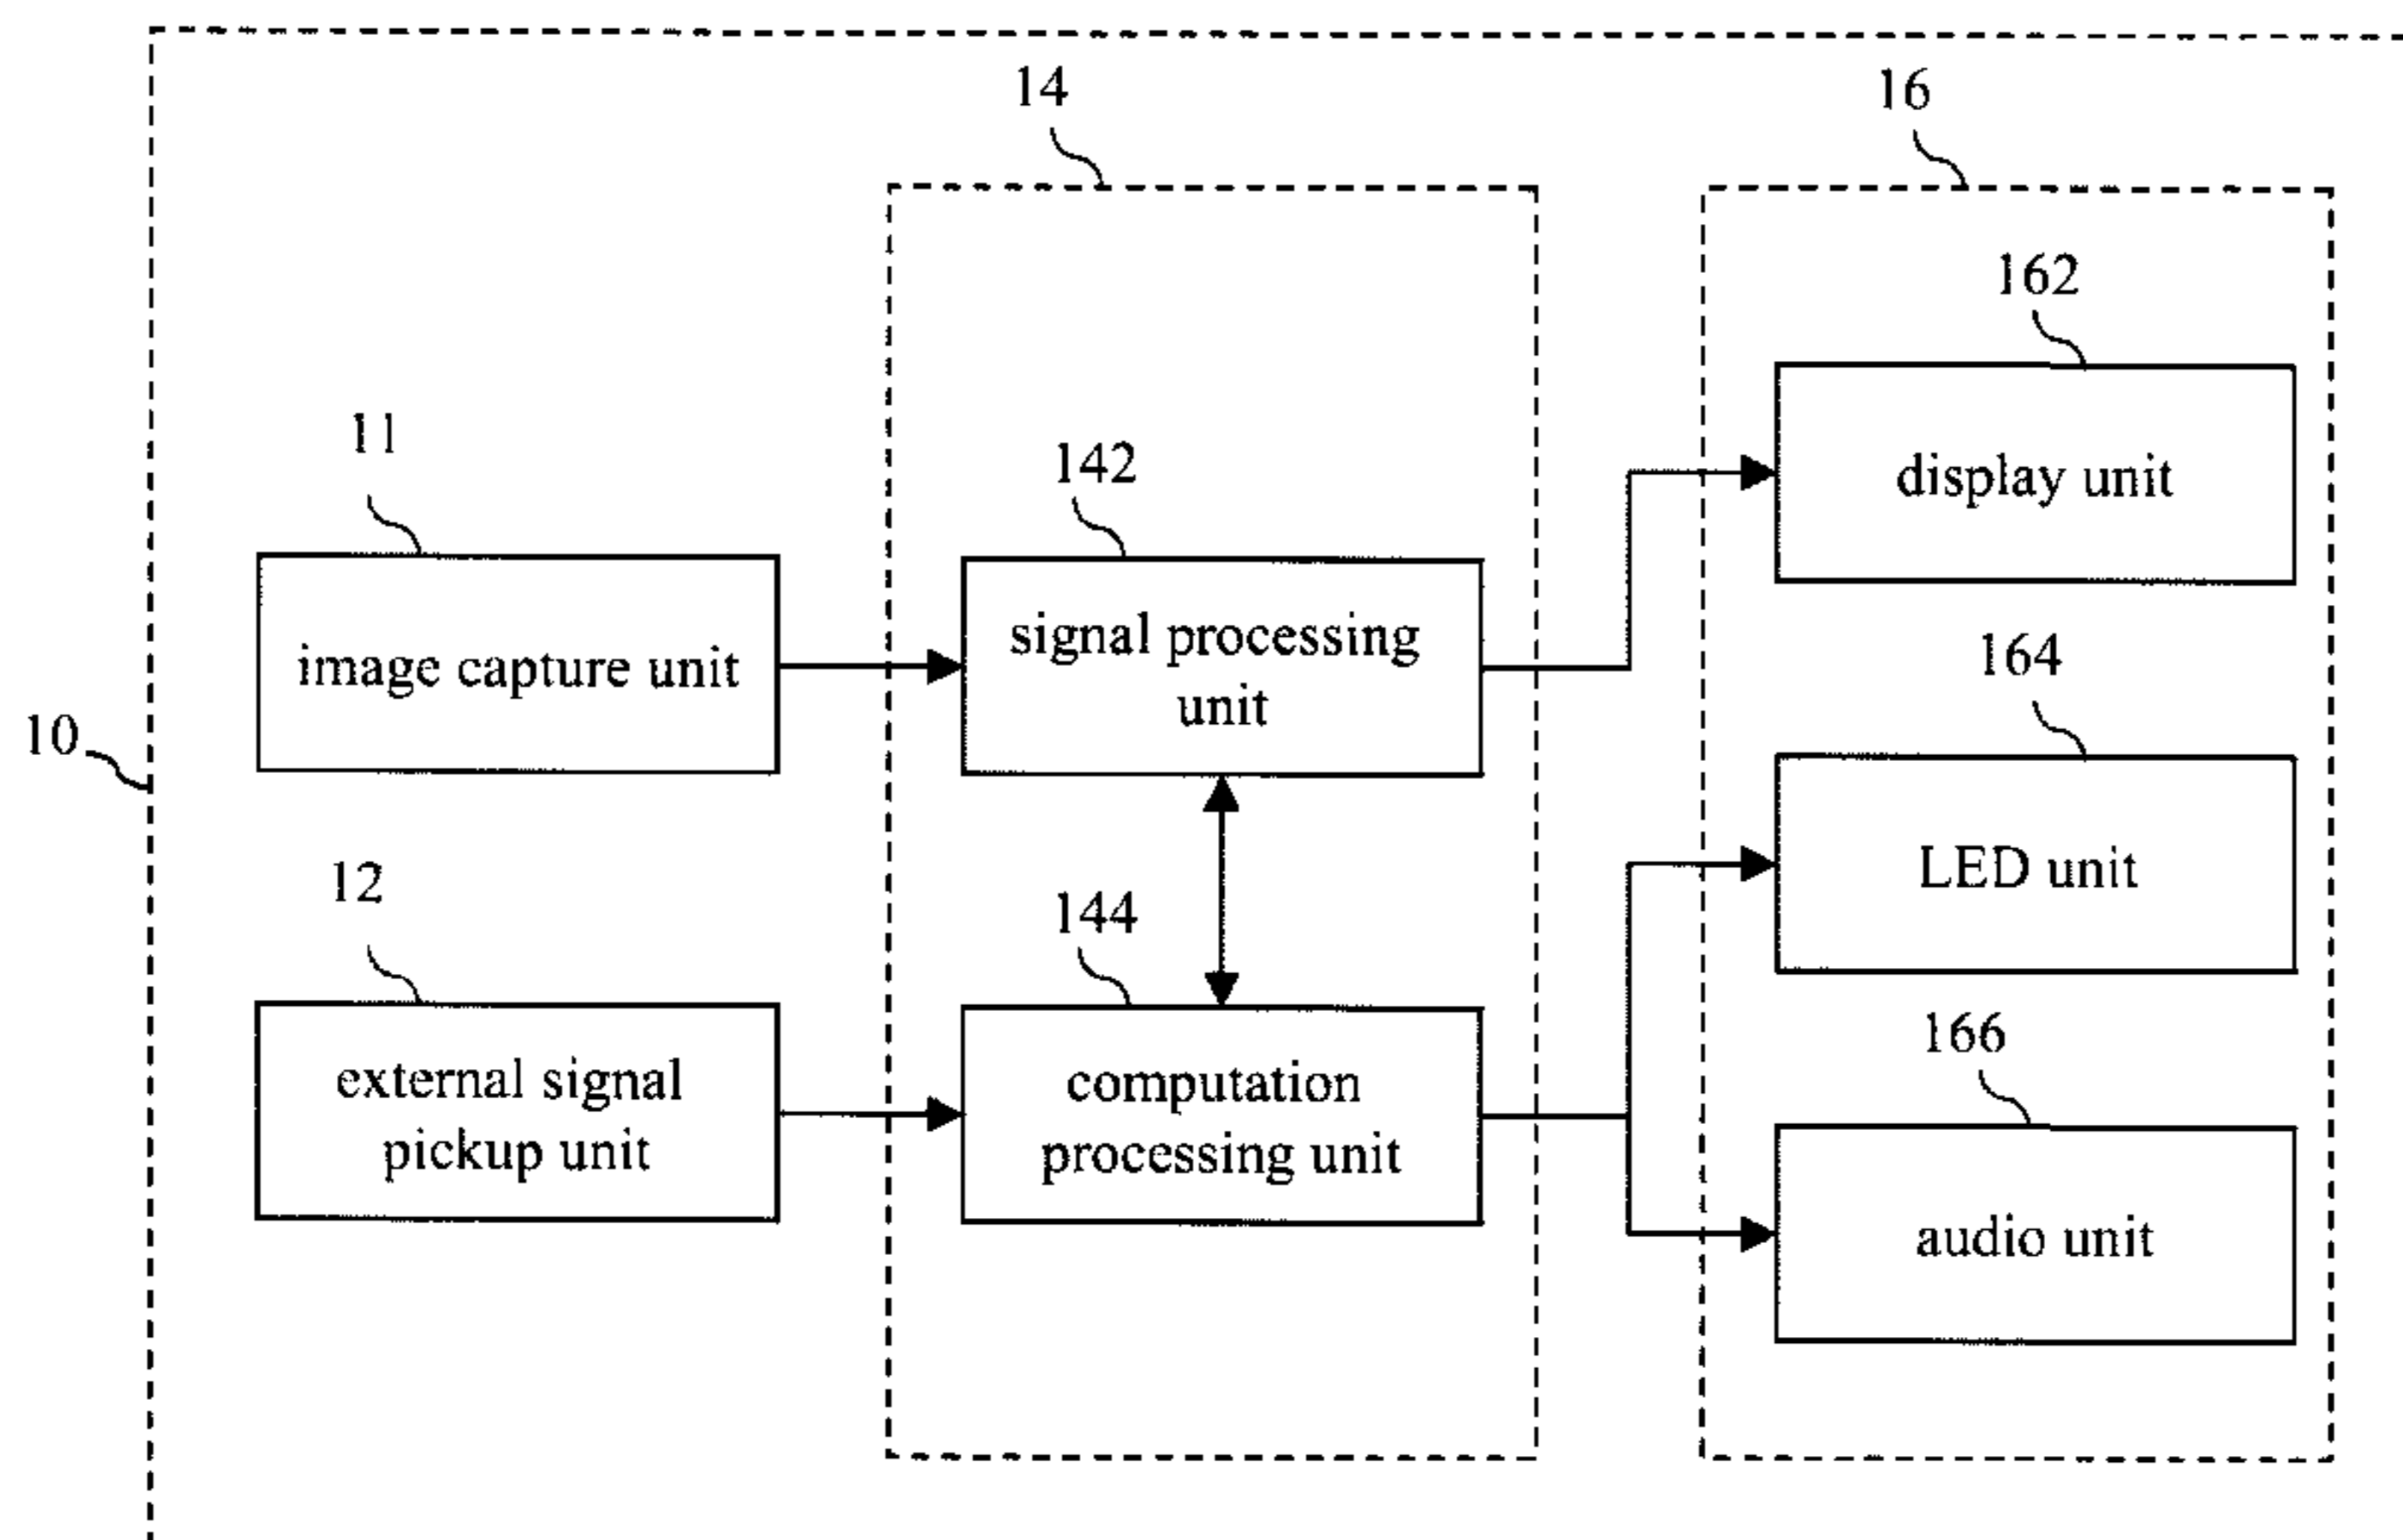 14
16
162
11
142
display unit
signal processing
unit
image capture unit
164
10
LED unit
12
144
166
external signal
pickup unit
computation
processing unit
audio unit